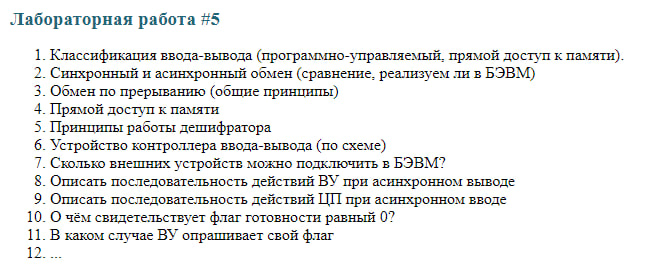 Лабораторная работа #5
1. Классификация ввода-вывода (программно-управляемый, прямой доступ к памяти).
2. Синхронный и асинхронный обмен (сравнение, реализуем ли в БЭВМ)
3. Обмен по прерыванию (общие принципы)
4. Прямой доступ к памяти
5. Принципы работы дешифратора
6. Устройство контроллера ввода-вывода (по схеме)
7. Сколько внешних устройств можно подключить в БЭВМ?
8. Описать последовательность действий ВУ при асинхронном выводе
9. Описать последовательность действий ЦП при асинхронном вводе
10. О чём свидетельствует флаг готовности равный 0?
11. В каком случае ВУ опрашивает свой флаг
12. ...